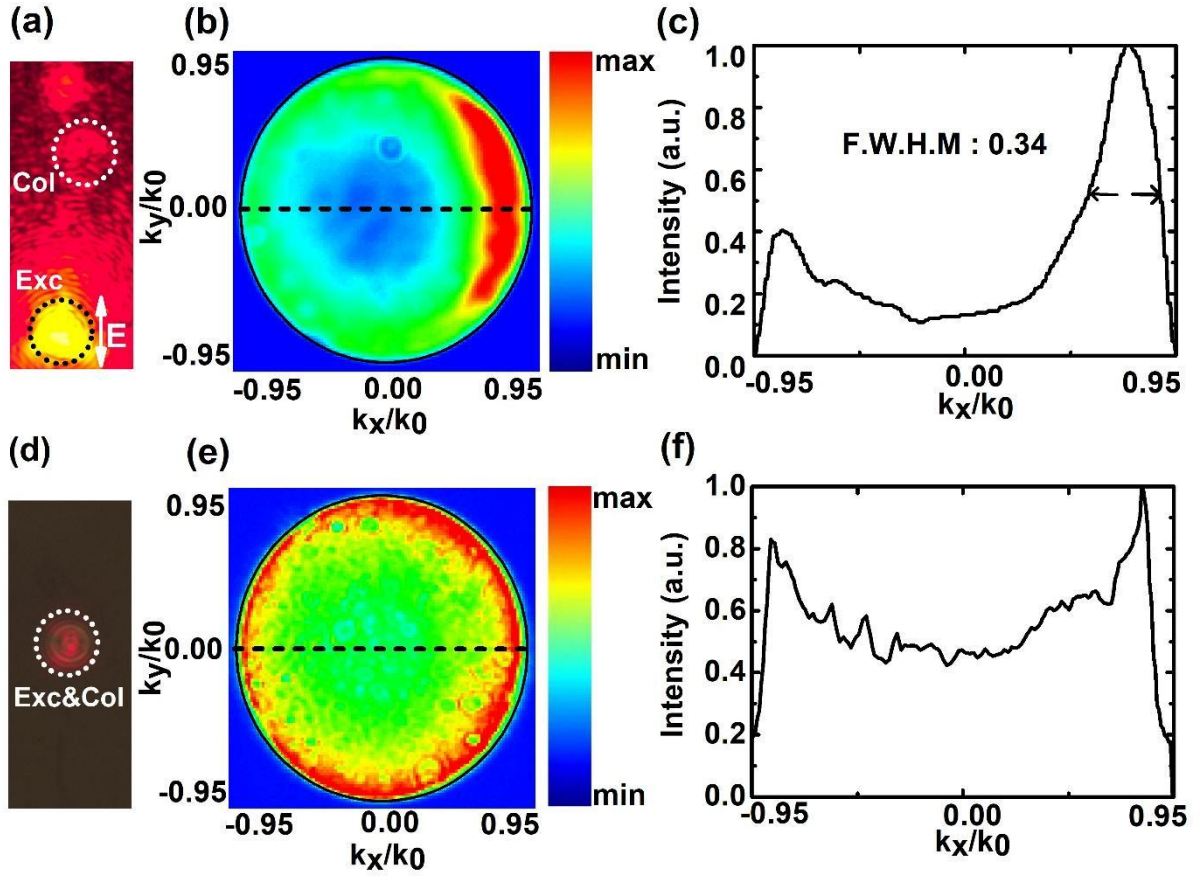 (a)
Col
Exc
E
(b)
0.95
0.00
-0.95
ky/k0
-0.95
0.00
0.95
kx/k0
max
min
(c)
1.0
0.8
0.6
0.4
0.2
0.0
Intensity (a.u.)
F.W.H.M : 0.34
-0.95
0.00
0.95
kx/k0
(d)
Exc&Col
(e)
0.95
0.00
-0.95
ky/k0
-0.95
0.00
0.95
kx/k0
max
min
(f)
1.0
0.8
0.6
0.4
0.2
0.0
Intensity (a.u.)
-0.95
0.00
0.95
kx/k0